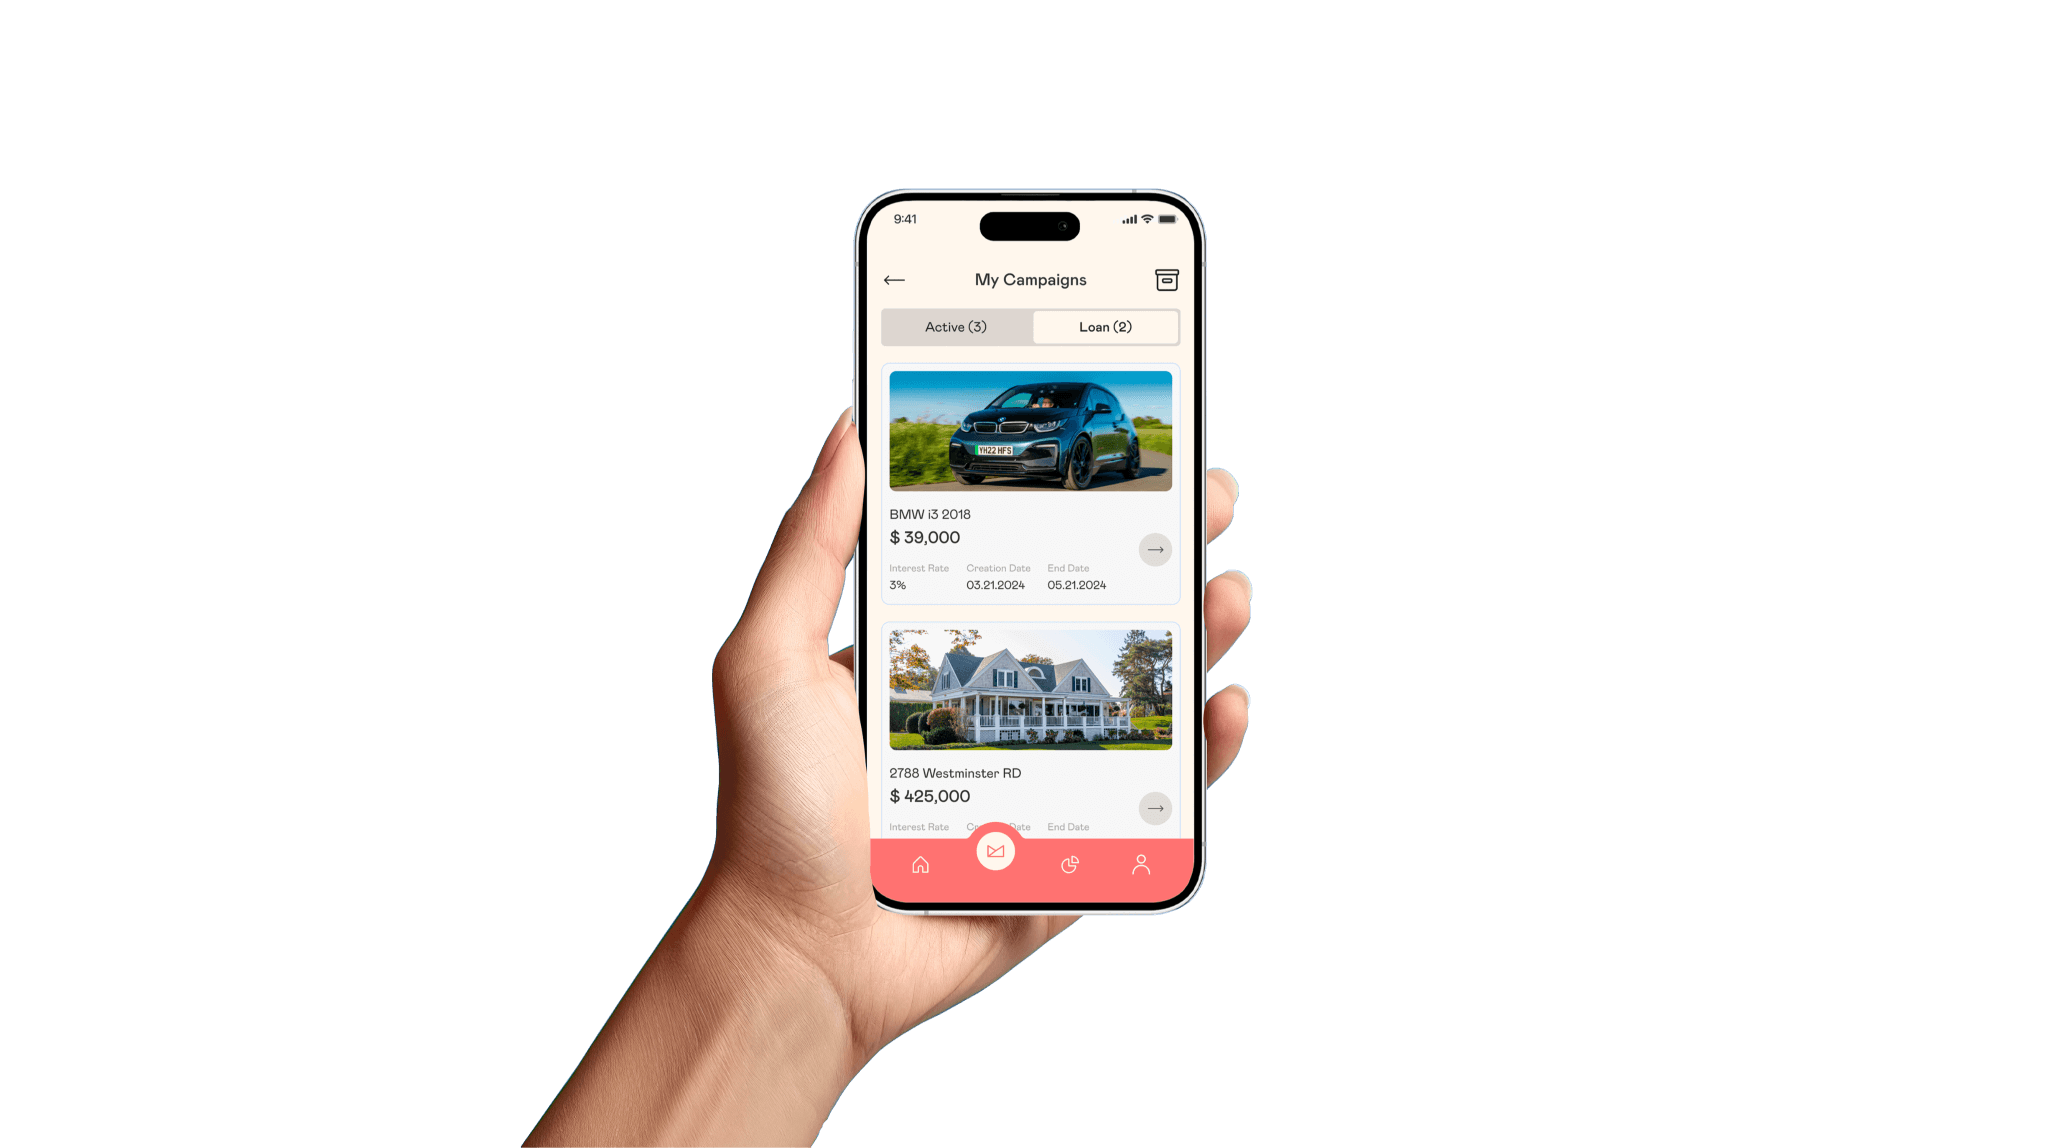 9:41
My Campaigns
Active (3) Loan (2)
YH22 HFS
BMW i3 2018
$ 39,000
Interest Rate Creation Date End Date
3% 03.21.2024 05.21.2024
2788 Westminster RD
$ 425,000
Interest Rate Date End Date